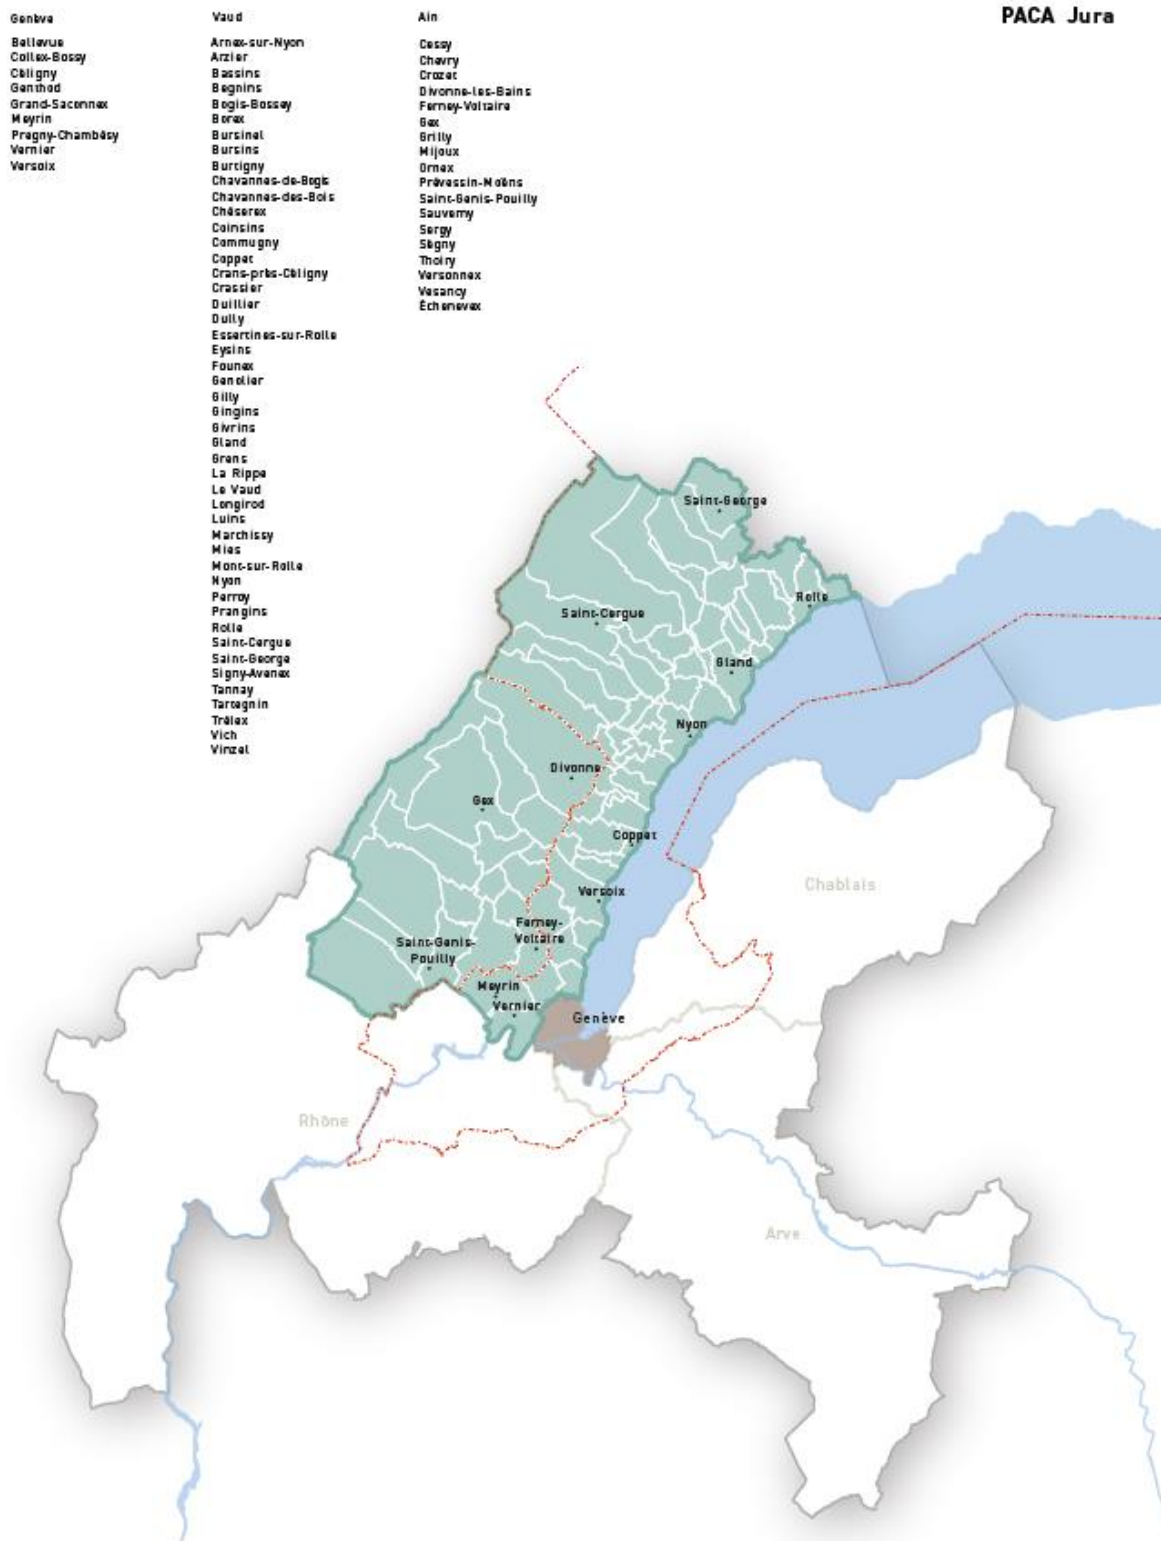 PACA Jura
Genève
Bellevue
Collex-Bossy
Céligny
Genthod
Grand-Saconnex
Meyrin
Pregny-Chambésy
Vernier
Versoix
Vaud
Arnex-sur-Nyon
Arzier
Bassins
Begnins
Bogis-Bossey
Borex
Bursinel
Bursins
Burtigny
Chavannes-de-Bogis
Chavannes-des-Bois
Chéserex
Coinsins
Commugny
Coppet
Crans-près-Céligny
Crassier
Duillier
Dully
Essertines-sur-Rolle
Eysins
Founex
Genolier
Gilly
Gingins
Givrins
Gland
Grens
La Rippe
Le Vaud
Longirod
Luins
Marchissy
Mies
Mont-sur-Rolle
Nyon
Perroy
Prangins
Rolle
Saint-Cergue
Saint-George
Signy-Avenex
Tannay
Tartegnin
Trélex
Vich
Vinzel
Ain
Cessy
Chevry
Crozet
Divonne-les-Bains
Ferney-Voltaire
Gex
Grilly
Mijoux
Ornex
Prévessin-Moëns
Saint-Genis-Pouilly
Sauverny
Sergy
Ségny
Thoiry
Versonnex
Vesancy
Échenevex
Saint-George
Rolle
Saint-Cergue
Gland
Nyon
Divonne
Gex
Coppet
Chablais
Versoix
Ferney-
Voltaire
Saint-Genis-
Pouilly
Meyrin
Vernier
Genève
Rhône
Arve